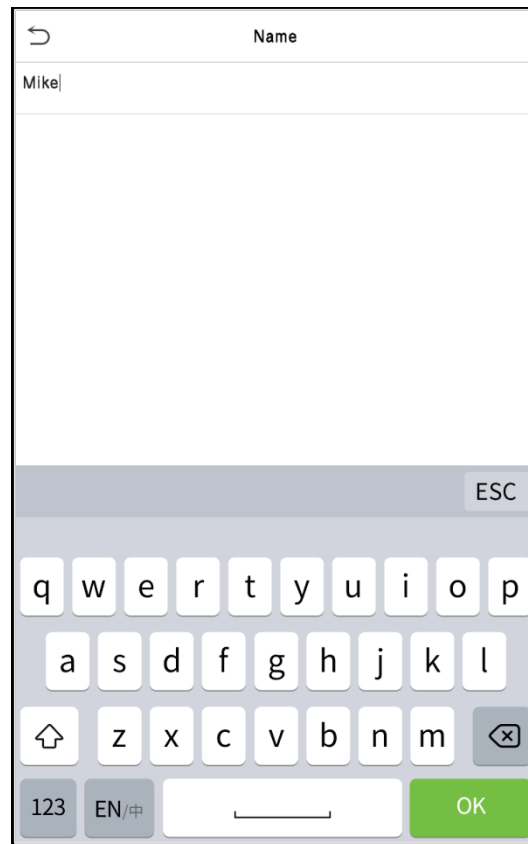 Name
Mike
ESC
q w e r t y u i o p
a s d f g h j k l
z x c v b n m
123 EN/中 OK